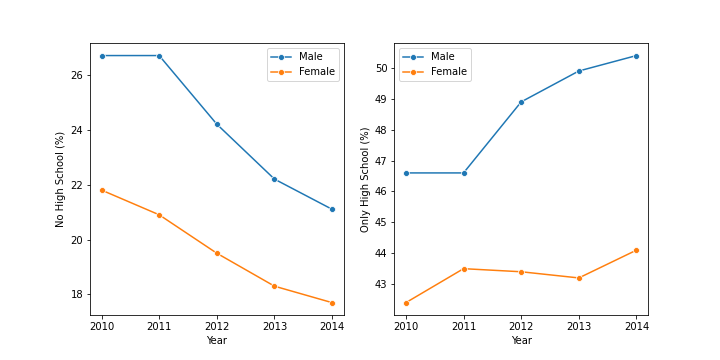 No High School (%)
26
24
22
20
18
Male
Female
2010 2011 2012 2013 2014
Year
Only High School (%)
50
49
48
47
46
45
44
43
Male
Female
2010 2011 2012 2013 2014
Year